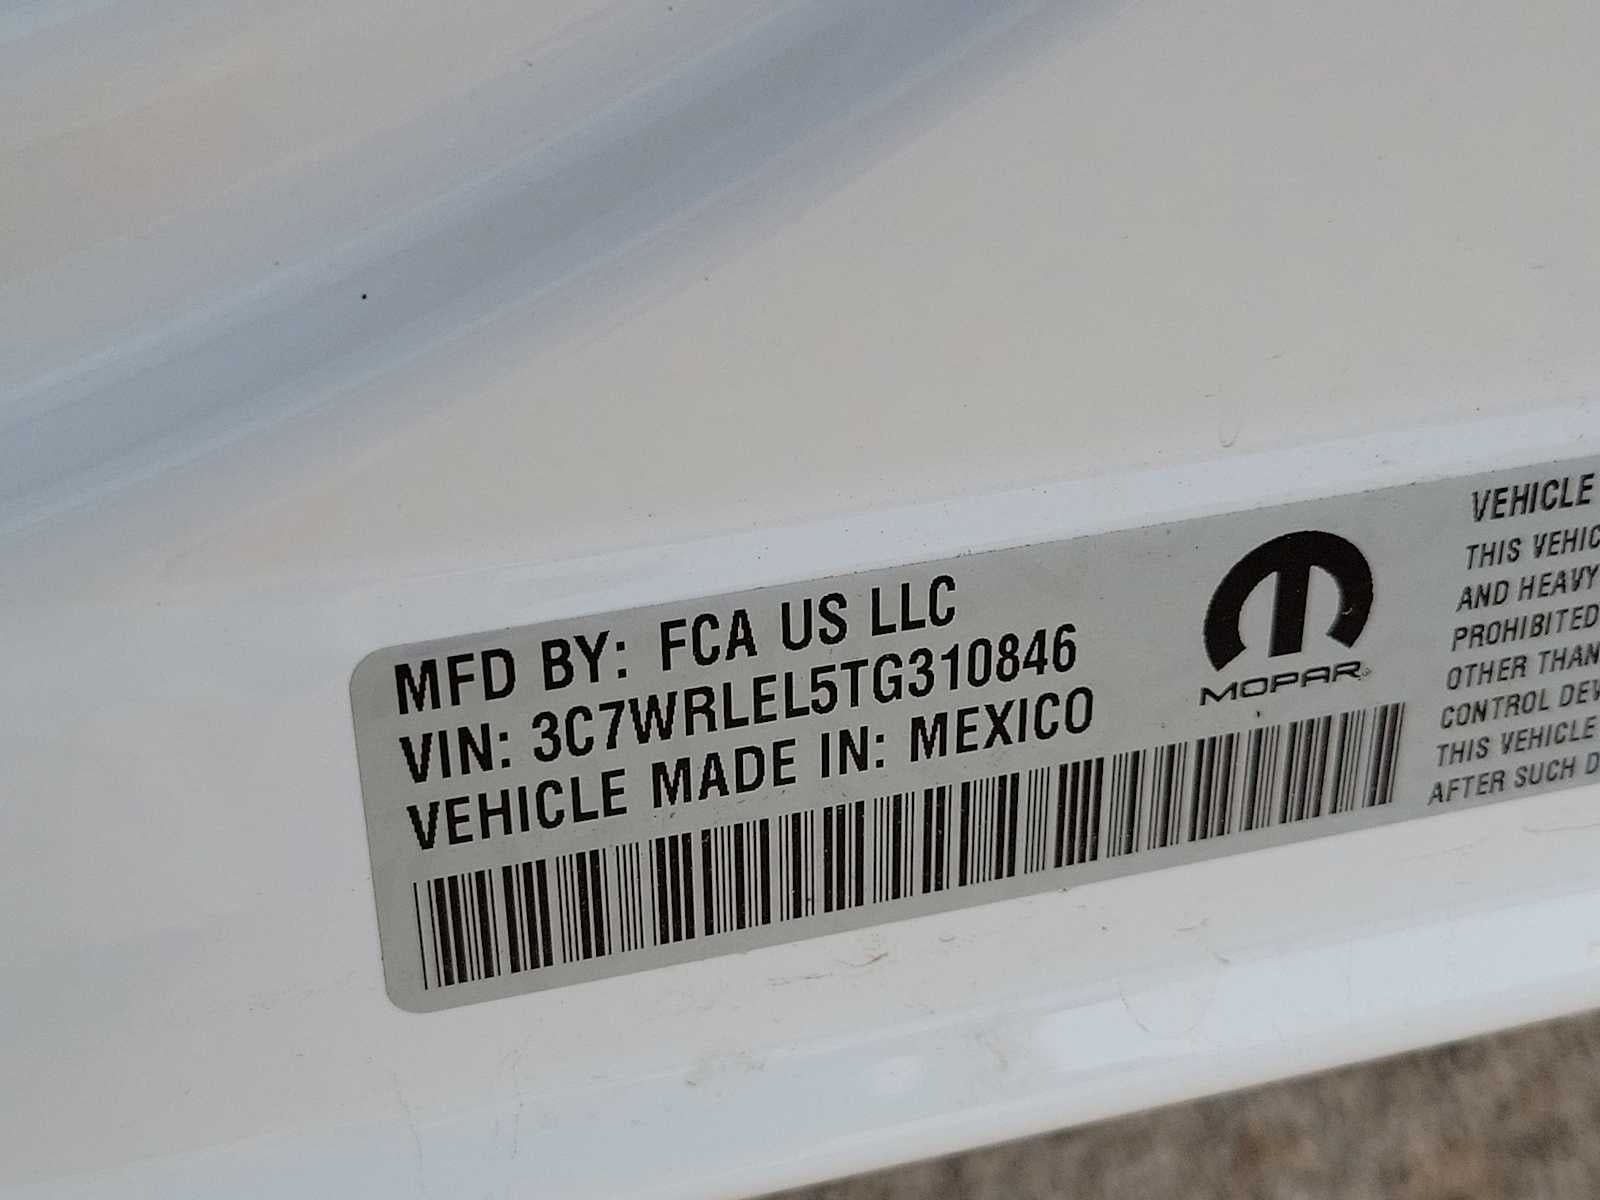 MFD BY: FCA US LLC
VIN: 3C7WRLEL5TG310846
VEHICLE MADE IN: MEXICO
MOPAR
VEHICLE
THIS VEHIC
AND HEAVY
PROHIBITED
OTHER THAN
CONTROL DEV
THIS VEHICLE
AFTER SUCH D